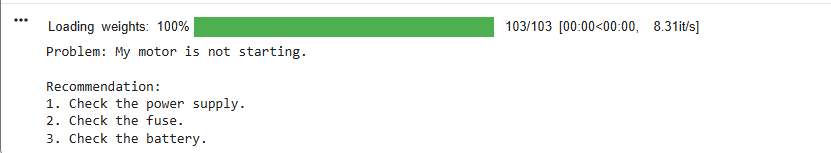 Loading weights: 100% 103/103 [00:00<00:00, 8.31it/s]
Problem: My motor is not starting.
Recommendation:
1. Check the power supply.
2. Check the fuse.
3. Check the battery.